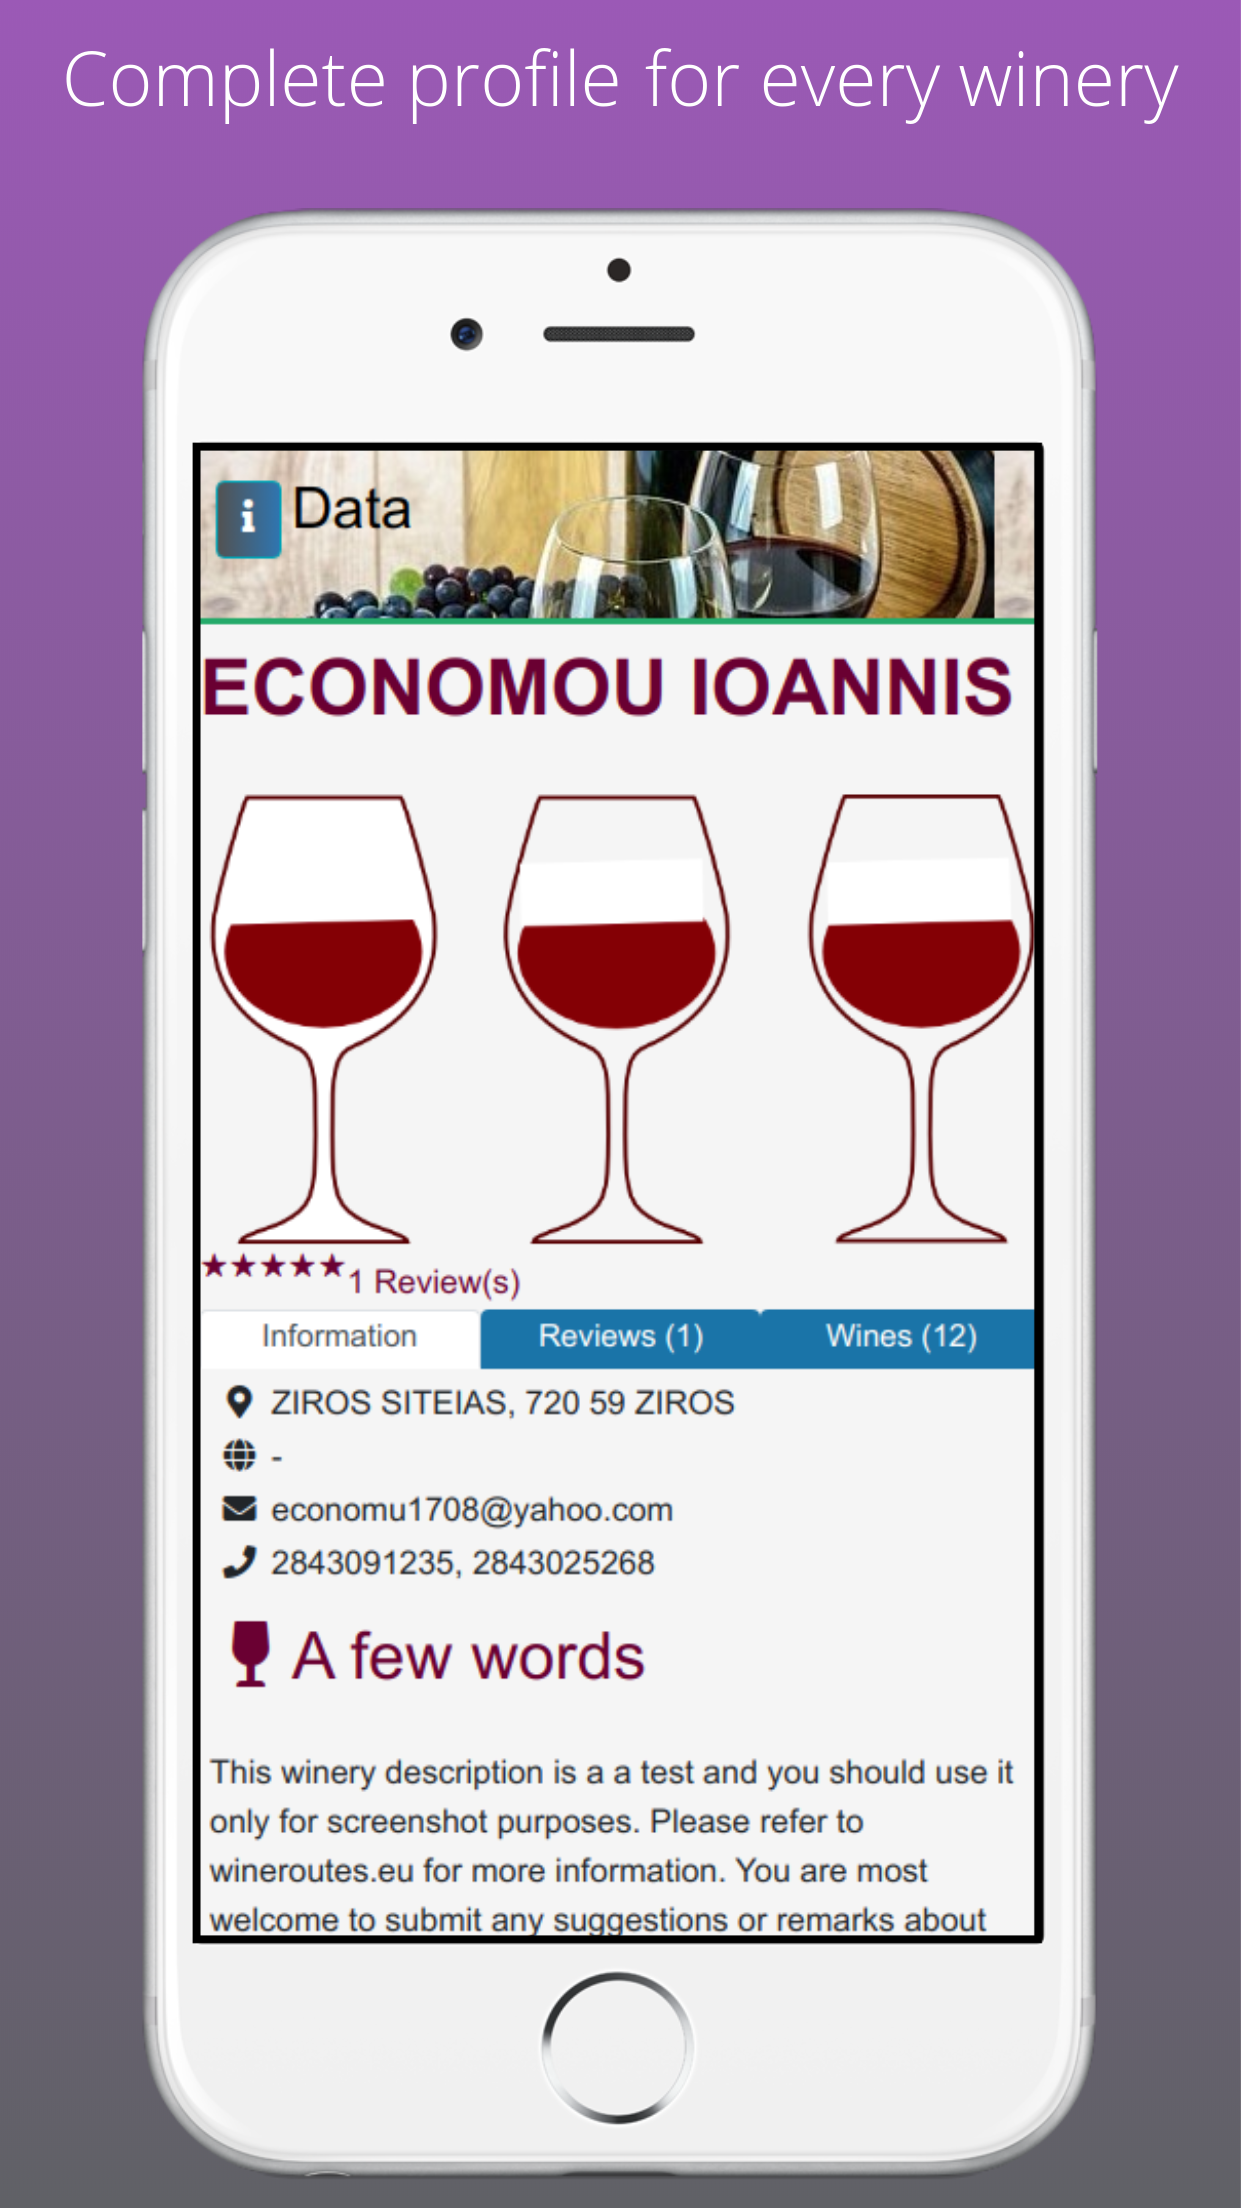 Complete profile for every winery
Data
ECONOMOU IOANNIS
1 Review(s)
Information Reviews (1) Wines (12)
ZIROS SITEIAS, 720 59 ZIROS
-
economu1708@yahoo.com
2843091235, 2843025268
A few words
This winery description is a a test and you should use it
only for screenshot purposes. Please refer to
wineroutes.eu for more information. You are most
welcome to submit any suggestions or remarks about